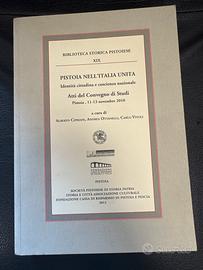 BIBLIOTECA STORICA PISTOIESE
XIX
PISTOIA NELL'ITALIA UNITA
Identità cittadina e coscienza nazionale
Atti del Convegno di Studi
Pistoia, 11-13 novembre 2010
a cura di
ALBERTO CIPRIANI, ANDREA OTTANELLI, CARLO VIVOLI
PISTOIA
SOCIETÀ PISTOIESE DI STORIA PATRIA
STORIA E CITTÀ ASSOCIAZIONE CULTURALE
FONDAZIONE CASSA DI RISPARMIO DI PISTOIA E PESCIA
2012
subito